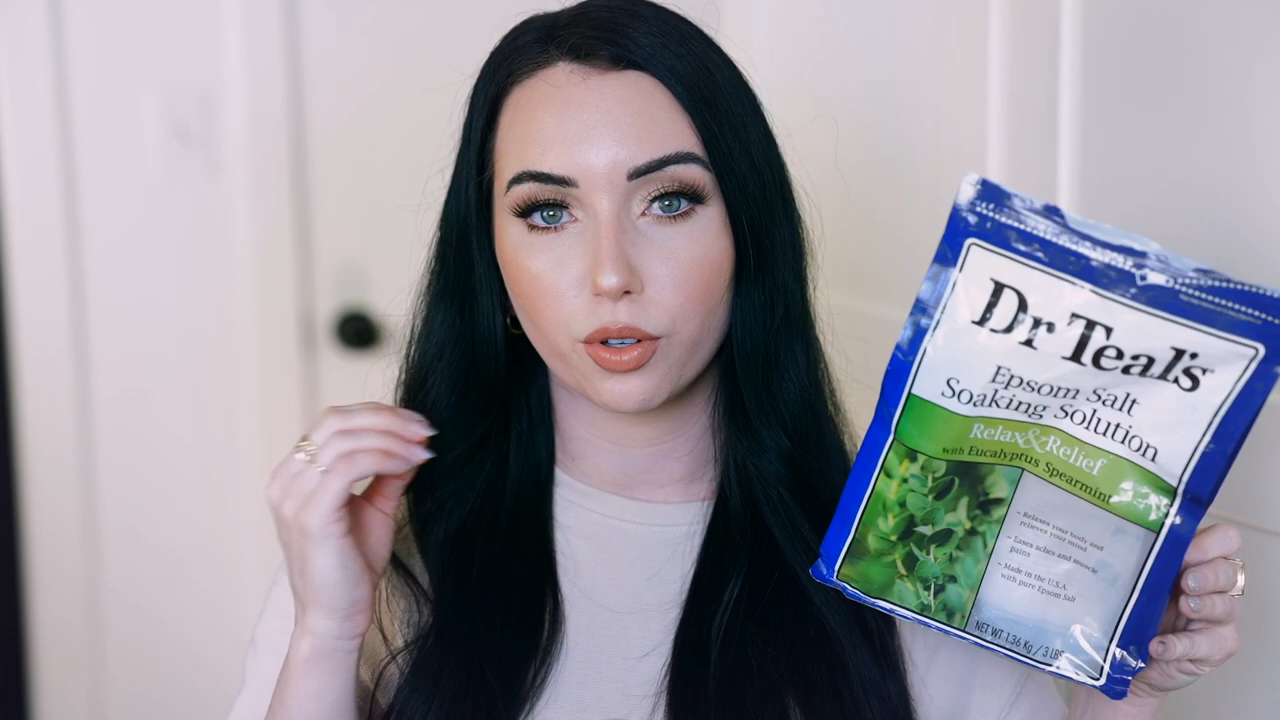 Dr Teal's
Epsom Salt
Soaking Solution
Relax & Relief
with Eucalyptus Spearmint
- Relaxes your body and
relieves your mind
- Eases aches and muscle
pains
- Made in the U.S.A.
with pure Epsom Salt
NET WT 1.36 Kg / 3 LBS